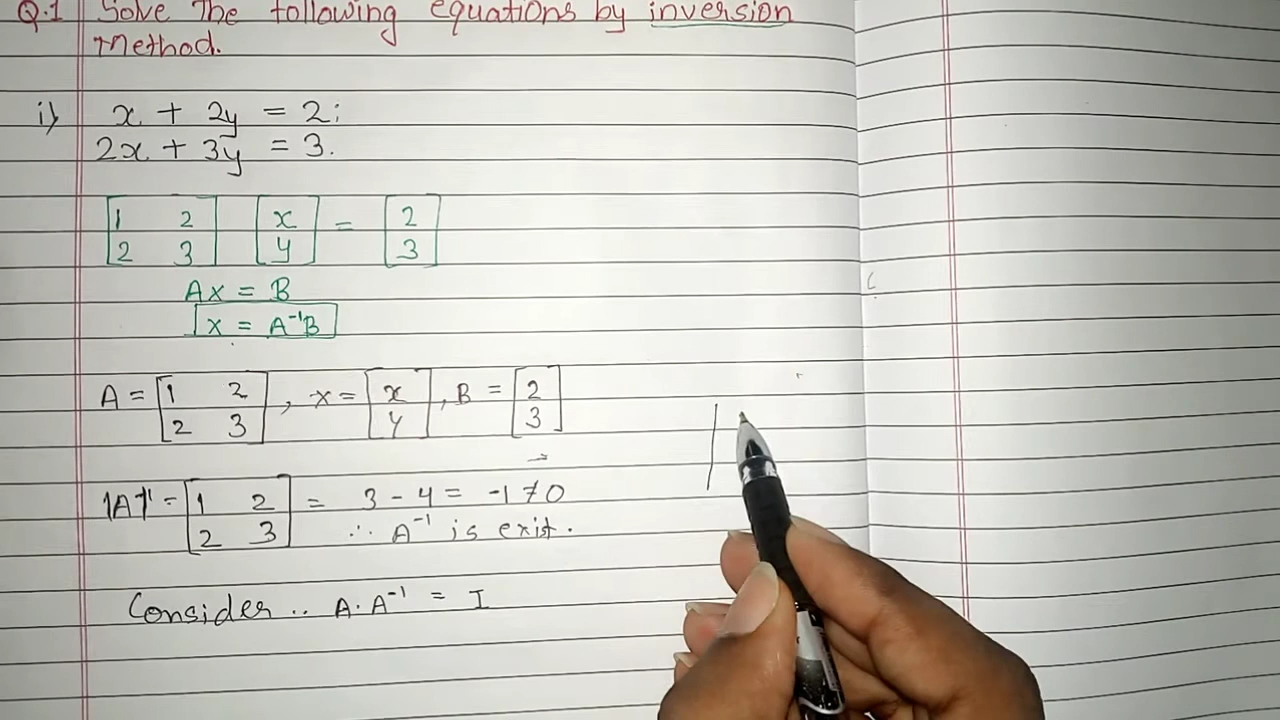 Q.1 Solve The following equations by inversion
Method.
i) x + 2y = 2;
2x + 3y = 3.
[1 2 [x = [2
2 3] y] 3]
AX = B
X = A⁻¹B
A = [1 2 , X = [x , B = [2
2 3] y] 3]
|A| = [1 2 = 3 - 4 = -1 ≠ 0
2 3] ∴ A⁻¹ is exist.
Consider .. A·A⁻¹ = I